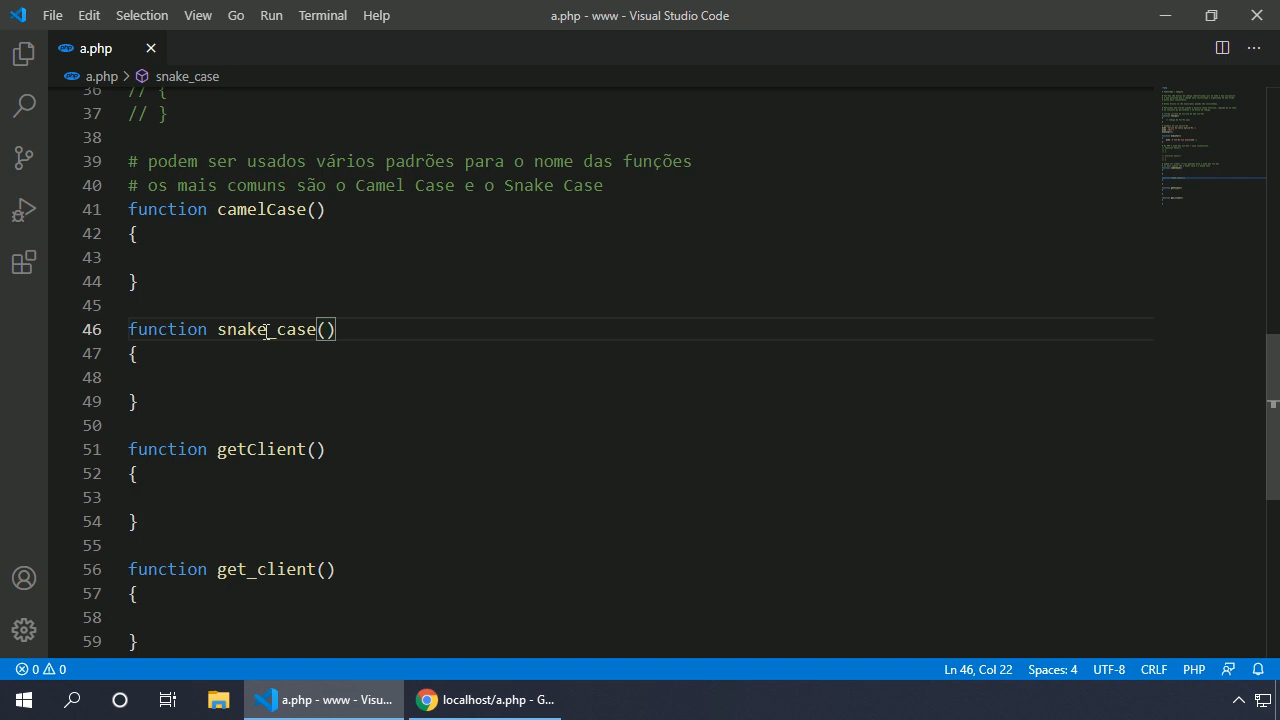 File Edit Selection View Go Run Terminal Help
a.php - www - Visual Studio Code
php a.php
php a.php > snake_case
36 // {
37 // }
38
39 # podem ser usados vários padrões para o nome das funções
40 # os mais comuns são o Camel Case e o Snake Case
41 function camelCase()
42 {
43
44 }
45
46 function snake_case()
47 {
48
49 }
50
51 function getClient()
52 {
53
54 }
55
56 function get_client()
57 {
58
59 }
0 0
Ln 46, Col 22 Spaces: 4 UTF-8 CRLF PHP
a.php - www - Visu...
localhost/a.php - G...